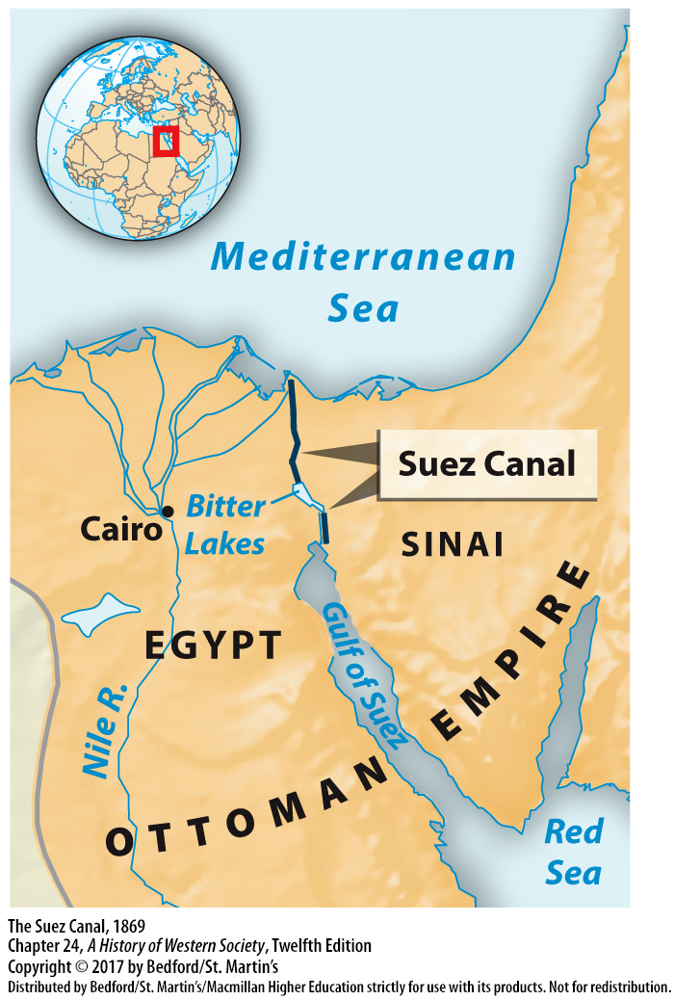 Mediterranean
Sea
Suez Canal
Bitter
Lakes
Cairo
SINAI
EGYPT
Gulf of Suez
Nile R.
OTTOMAN EMPIRE
Red
Sea
The Suez Canal, 1869
Chapter 24, A History of Western Society, Twelfth Edition
Copyright © 2017 by Bedford/St. Martin's
Distributed by Bedford/St. Martin's/Macmillan Higher Education strictly for use with its products. Not for redistribution.